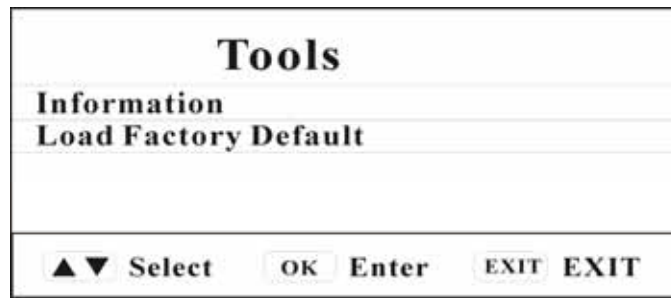 Tools
Information
Load Factory Default
▲ ▼ Select OK Enter EXIT EXIT